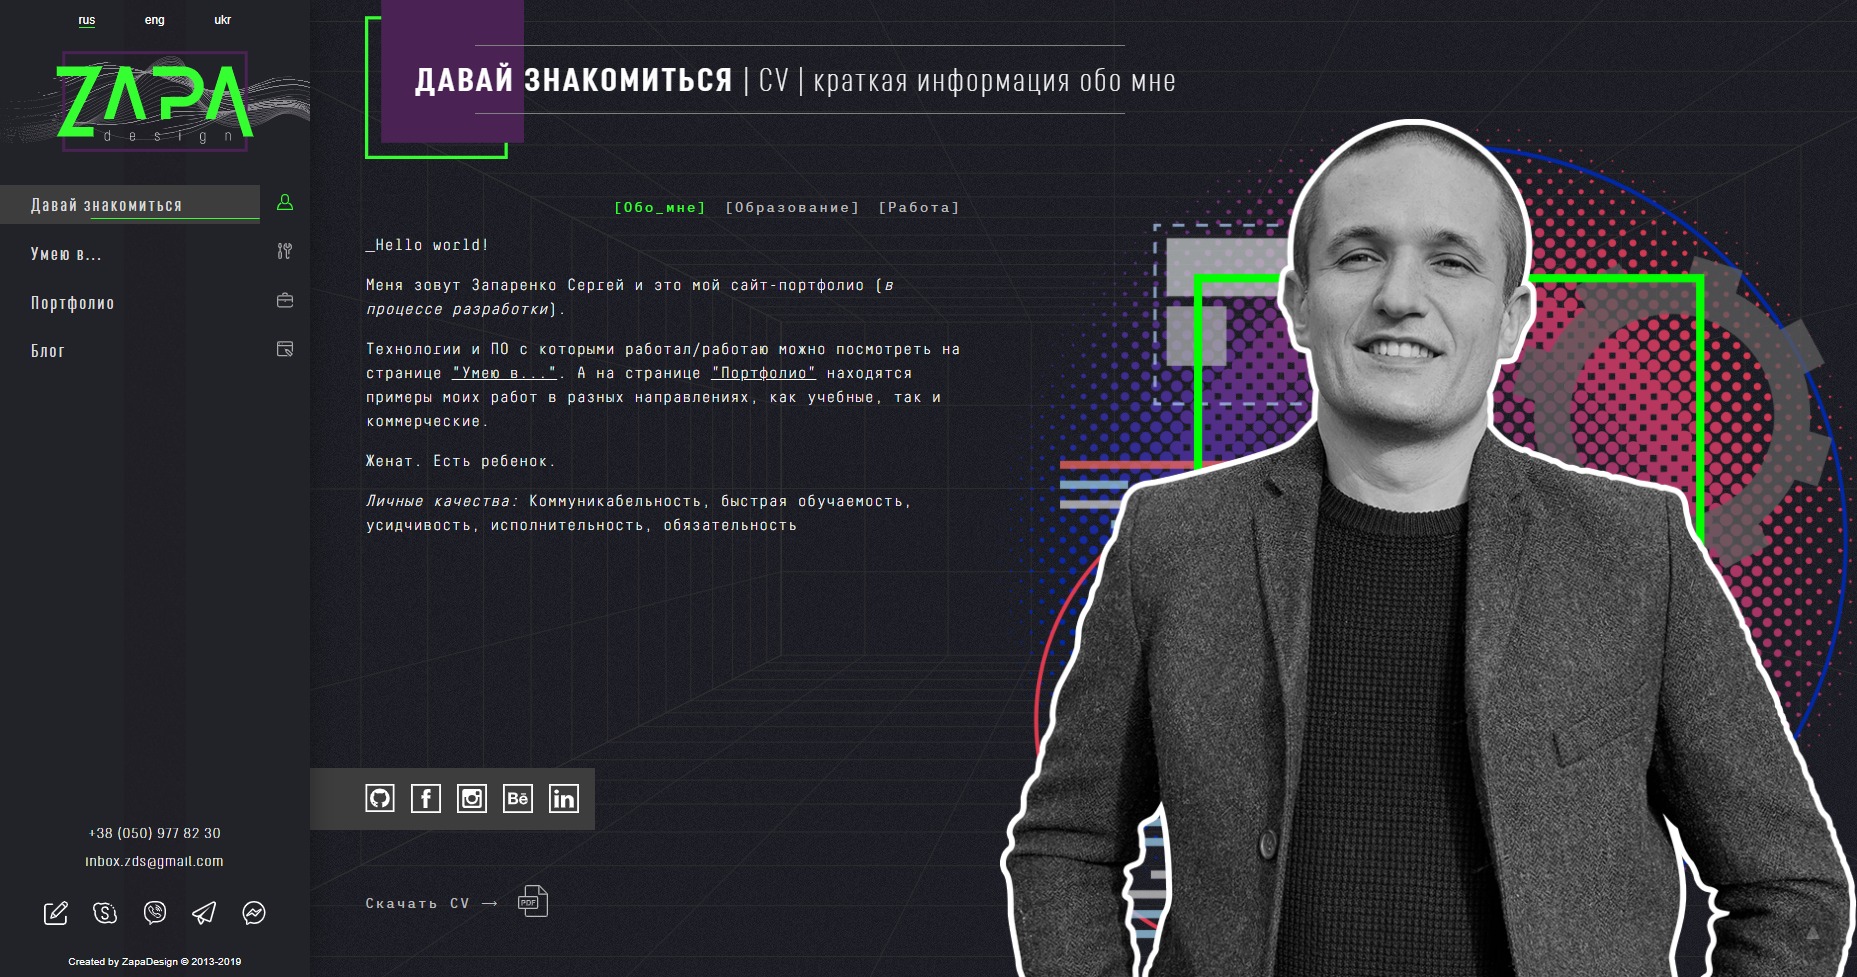 rus eng ukr
ZAPA
design
Давай знакомиться
Умею в...
Портфолио
Блог
+38 (050) 977 82 30
inbox.zds@gmail.com
Created by ZapaDesign © 2013-2019
ДАВАЙ ЗНАКОМИТЬСЯ | CV | краткая информация обо мне
[Обо_мне] [Образование] [Работа]
_Hello world!
Меня зовут Запаренко Сергей и это мой сайт-портфолио (в
процессе разработки).
Технологии и ПО с которыми работал/работаю можно посмотреть на
странице "Умею в...". А на странице "Портфолио" находятся
примеры моих работ в разных направлениях, как учебные, так и
коммерческие.
Женат. Есть ребенок.
Личные качества: Коммуникабельность, быстрая обучаемость,
усидчивость, исполнительность, обязательность
f Bē in
Скачать CV → PDF